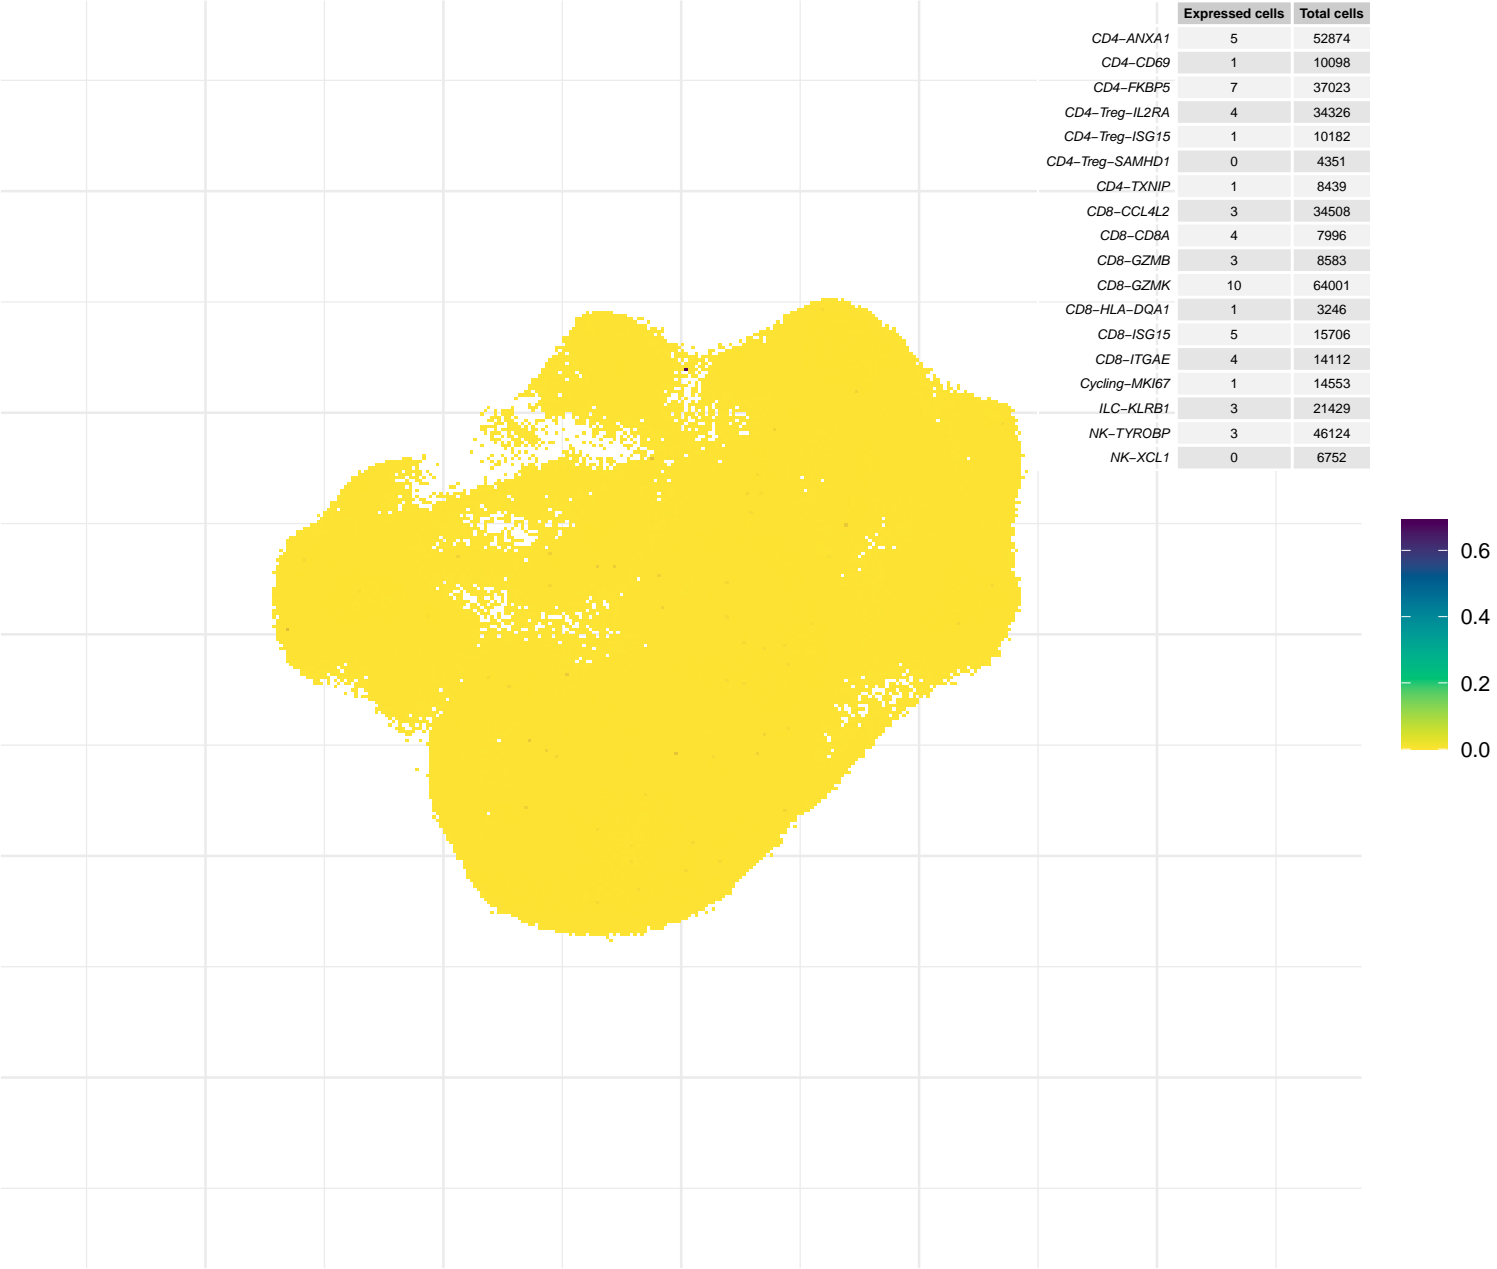 Expressed cells Total cells
CD4−ANXA1 5 52874
CD4−CD69 1 10098
CD4−FKBP5 7 37023
CD4−Treg−IL2RA 4 34326
CD4−Treg−ISG15 1 10182
CD4−Treg−SAMHD1 0 4351
CD4−TXNIP 1 8439
CD8−CCL4L2 3 34508
CD8−CD8A 4 7996
CD8−GZMB 3 8583
CD8−GZMK 10 64001
CD8−HLA−DQA1 1 3246
CD8−ISG15 5 15706
CD8−ITGAE 4 14112
Cycling−MKI67 1 14553
ILC−KLRB1 3 21429
NK−TYROBP 3 46124
NK−XCL1 0 6752
0.6
0.4
0.2
0.0